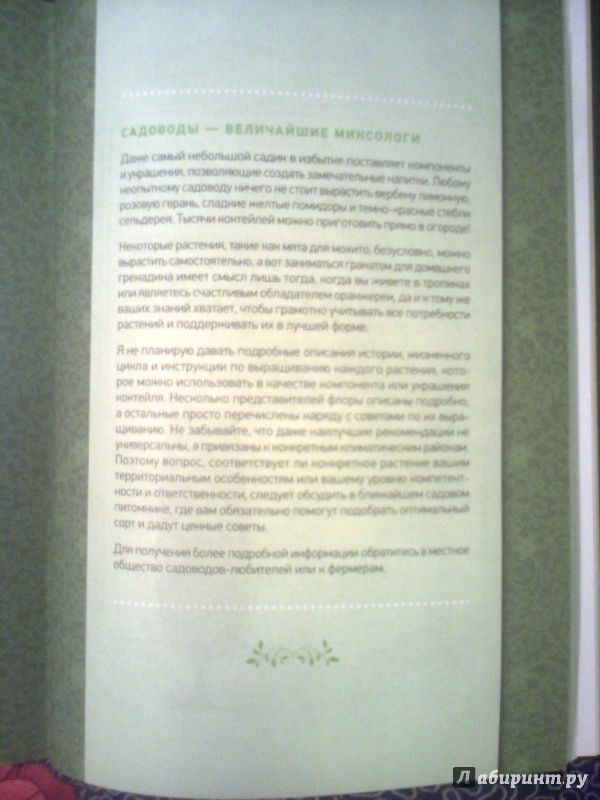 САДОВОДЫ — ВЕЛИЧАЙШИЕ МИКСОЛОГИ
Даже самый небольшой садик в избытке поставляет компоненты
и украшения, позволяющие создать замечательные напитки. Любому
неопытному садоводу ничего не стоит вырастить вербену лимонную,
розовую герань, сладкие желтые помидоры и темно-красные стебли
сельдерея. Тысячи коктейлей можно приготовить прямо в огороде!
Некоторые растения, такие как мята для мохито, безусловно, можно
вырастить самостоятельно, а вот заниматься гранатом для домашнего
гренадина имеет смысл лишь тогда, когда вы живете в тропиках
или являетесь счастливым обладателем оранжереи, да и к тому же
ваших знаний хватает, чтобы грамотно учитывать все потребности
растений и поддерживать их в лучшей форме.
Я не планирую давать подробные описания истории, жизненного
цикла и инструкции по выращиванию каждого растения, кото-
рое можно использовать в качестве компонента или украшения
коктейля. Несколько представителей флоры описаны подробно,
а остальные просто перечислены наряду с советами по их выра-
щиванию. Не забывайте, что даже наилучшие рекомендации не
универсальны, а привязаны к конкретным климатическим районам.
Поэтому вопрос, соответствует ли конкретное растение вашим
территориальным особенностям или вашему уровню компетент-
ности и ответственности, следует обсудить в ближайшем садовом
питомнике, где вам обязательно помогут подобрать оптимальный
сорт и дадут ценные советы.
Для получения более подробной информации обратитесь в местное
общество садоводов-любителей или к фермерам.
Лабиринт.ру